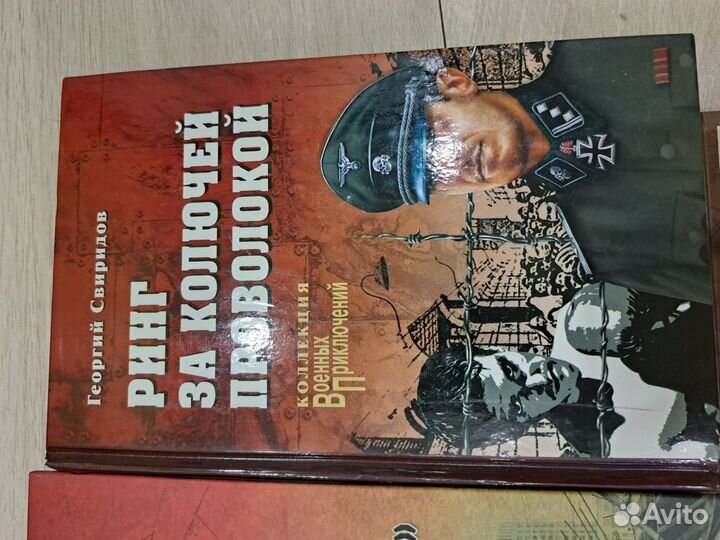 Георгий Свиридов
РИНГ
ЗА КОЛЮЧЕЙ
ПРОВОЛОКОЙ
КОЛЛЕКЦИЯ
Военных
Приключений
Avito